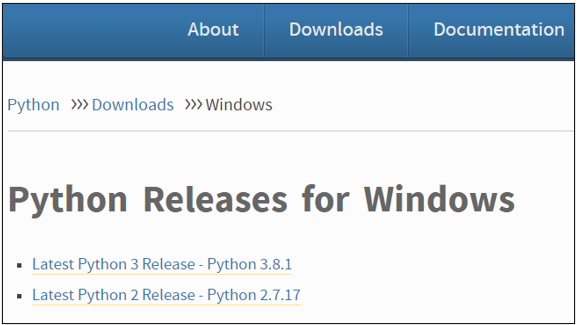 About Downloads Documentation
Python >>> Downloads >>> Windows
Python Releases for Windows
Latest Python 3 Release - Python 3.8.1
Latest Python 2 Release - Python 2.7.17